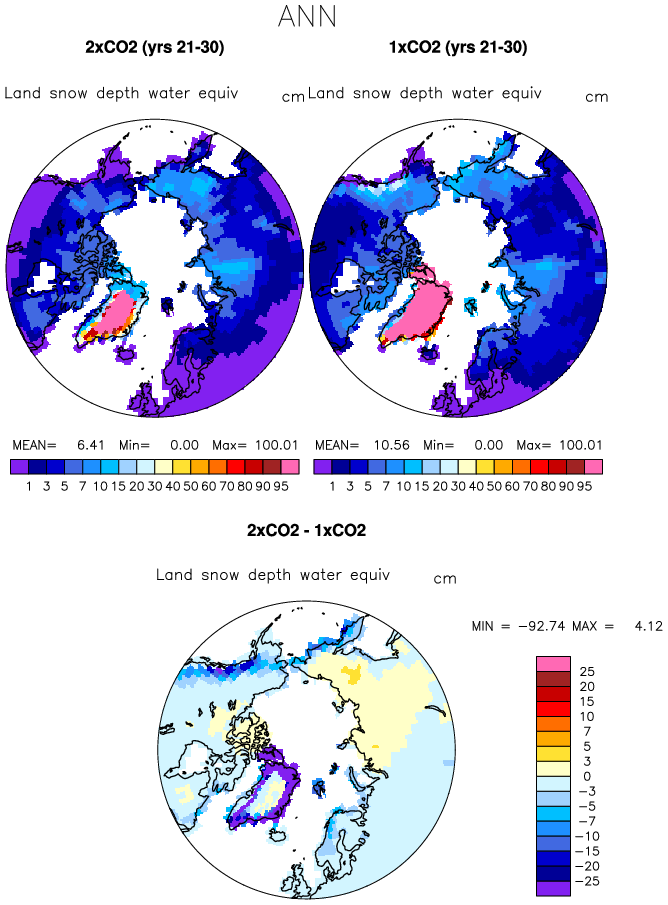 ANN
2xCO2 (yrs 21-30) 1xCO2 (yrs 21-30)
Land snow depth water equiv cm Land snow depth water equiv cm
MEAN= 6.41 Min= 0.00 Max= 100.01 MEAN= 10.56 Min= 0.00 Max= 100.01
1 3 5 7 10 15 20 30 40 50 60 70 80 90 95 1 3 5 7 10 15 20 30 40 50 60 70 80 90 95
2xCO2 - 1xCO2
Land snow depth water equiv cm
MIN = -92.74 MAX = 4.12
25
20
15
10
7
5
3
0
-3
-5
-7
-10
-15
-20
-25